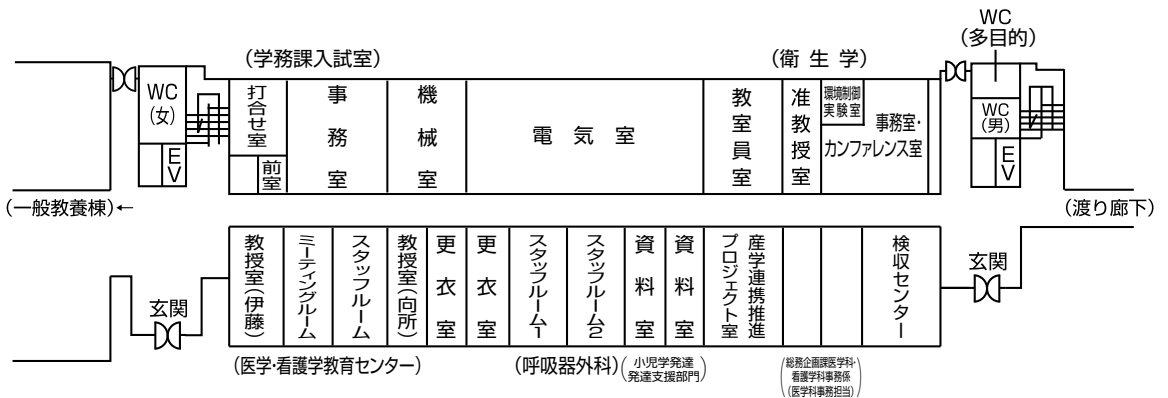 WC
(多目的)
(学務課入試室)
(衛生学)
WC
(女)
EV
打合せ室
前室
事務室
機械室
電気室
教室員室
准教授室
環境制御
実験室
事務室・
カンファレンス室
WC
(男)
EV
(一般教養棟)←
(渡り廊下)
玄関
教授室(伊藤)
ミーティングルーム
スタッフルーム
教授室(向所)
更衣室
更衣室
スタッフルーム1
スタッフルーム2
資料室
資料室
産学連携推進
プロジェクト室
検収センター
玄関
(医学・看護学教育センター)
(呼吸器外科)
(小児学発達
発達支援部門)
(総務企画課医学科・
看護学科事務係
(医学科事務担当))